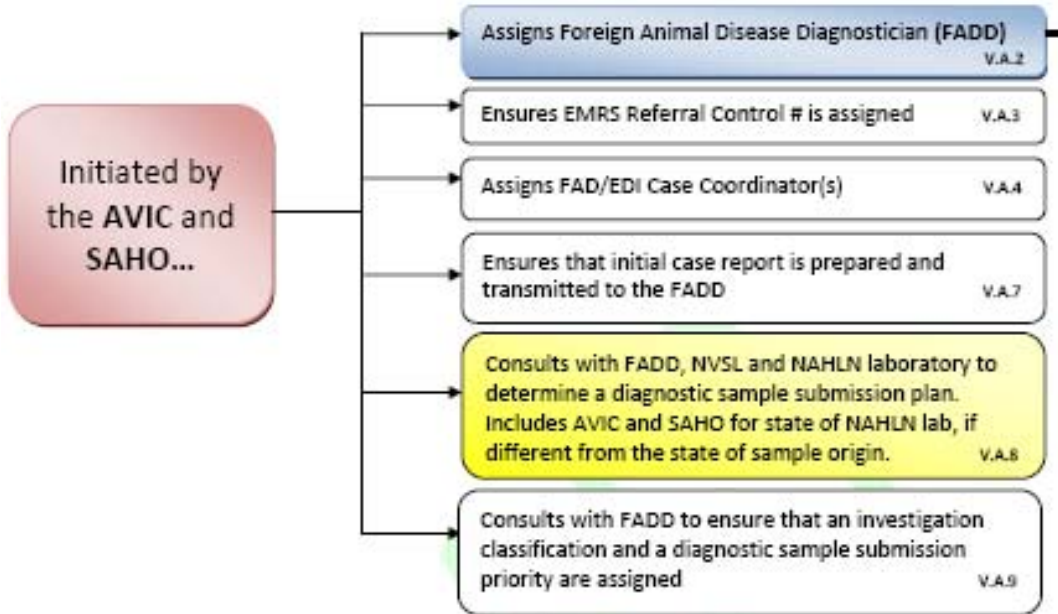 Initiated by
the AVIC and
SAHO...
Assigns Foreign Animal Disease Diagnostician (FADD)
V.A.2
Ensures EMRS Referral Control # is assigned V.A.3
Assigns FAD/EDI Case Coordinator(s) V.A.4
Ensures that initial case report is prepared and
transmitted to the FADD V.A.7
Consults with FADD, NVSL and NAHLN laboratory to
determine a diagnostic sample submission plan.
Includes AVIC and SAHO for state of NAHLN lab, if
different from the state of sample origin. V.A.8
Consults with FADD to ensure that an investigation
classification and a diagnostic sample submission
priority are assigned V.A.9